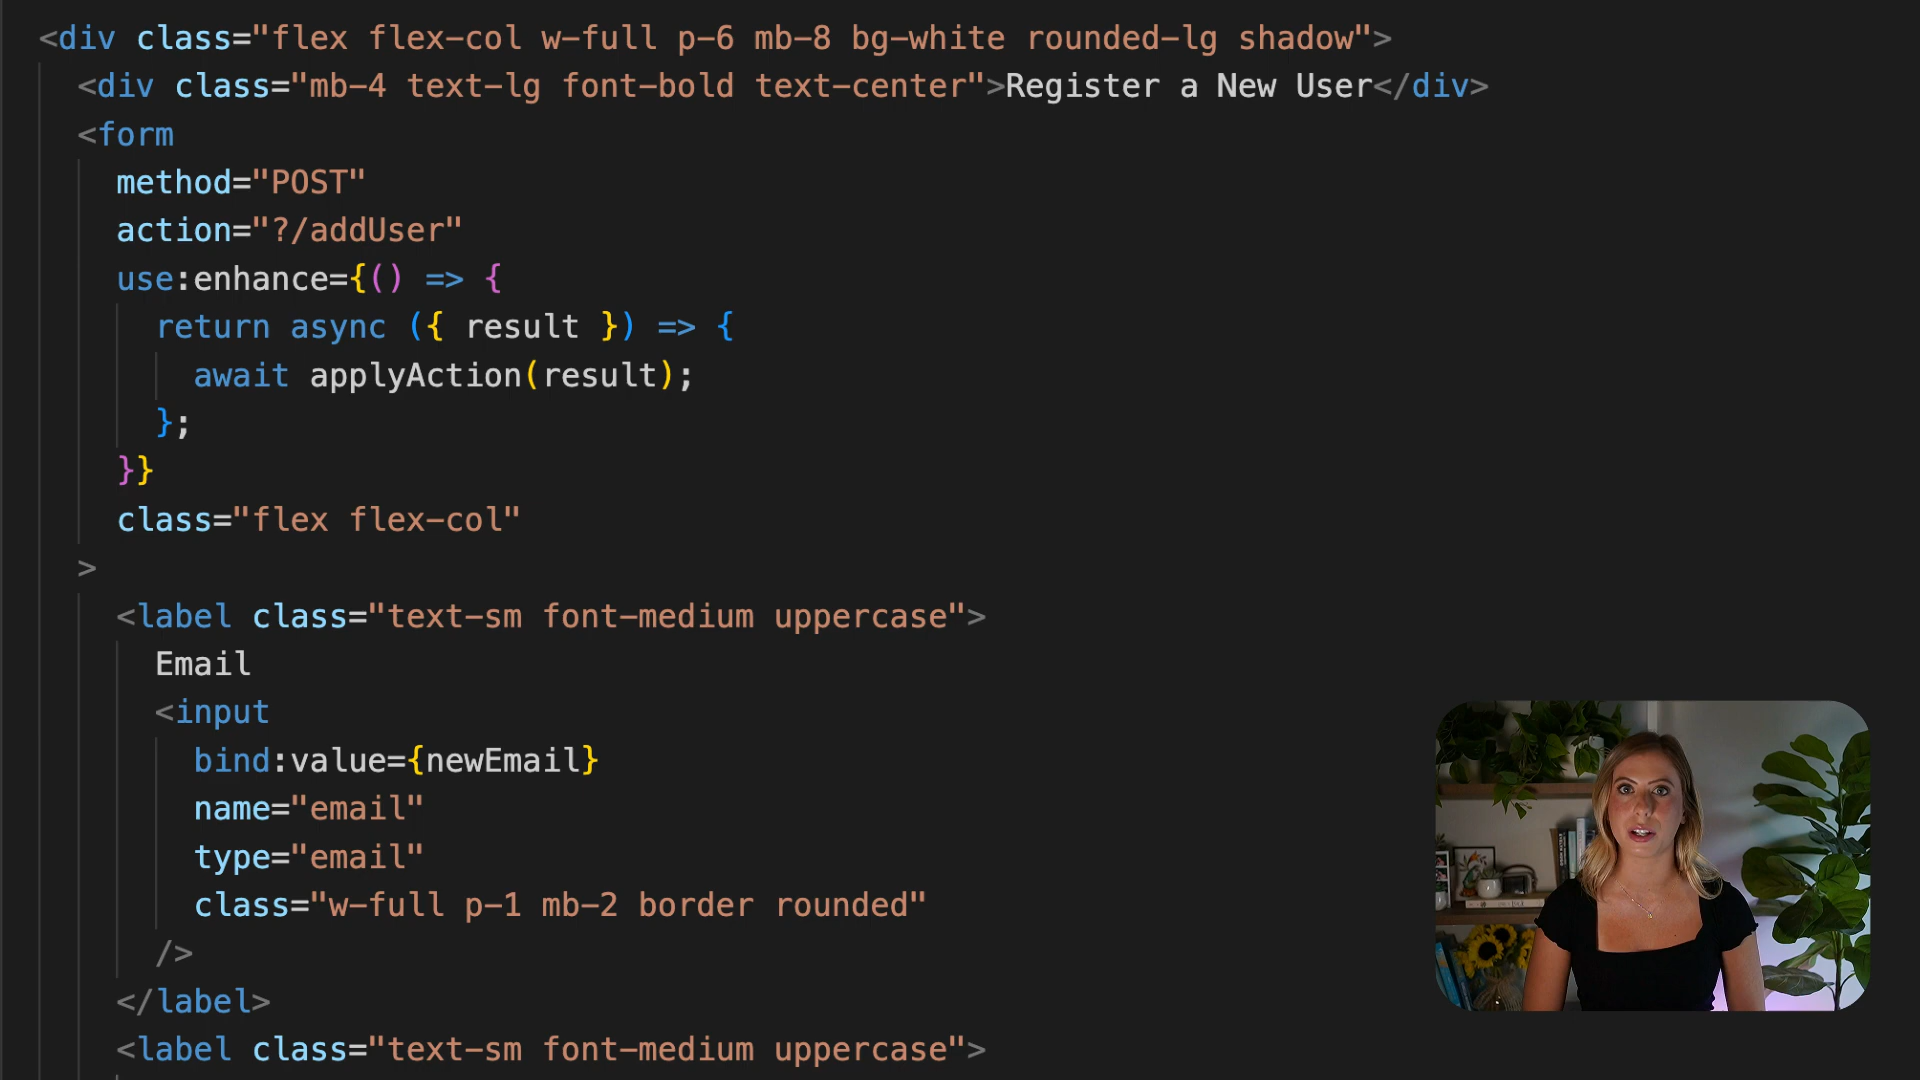 <div class="flex flex-col w-full p-6 mb-8 bg-white rounded-lg shadow">
<div class="mb-4 text-lg font-bold text-center">Register a New User</div>
<form
method="POST"
action="?/addUser"
use:enhance={() => {
return async ({ result }) => {
await applyAction(result);
};
}}
class="flex flex-col"
>
<label class="text-sm font-medium uppercase">
Email
<input
bind:value={newEmail}
name="email"
type="email"
class="w-full p-1 mb-2 border rounded"
/>
</label>
<label class="text-sm font-medium uppercase">